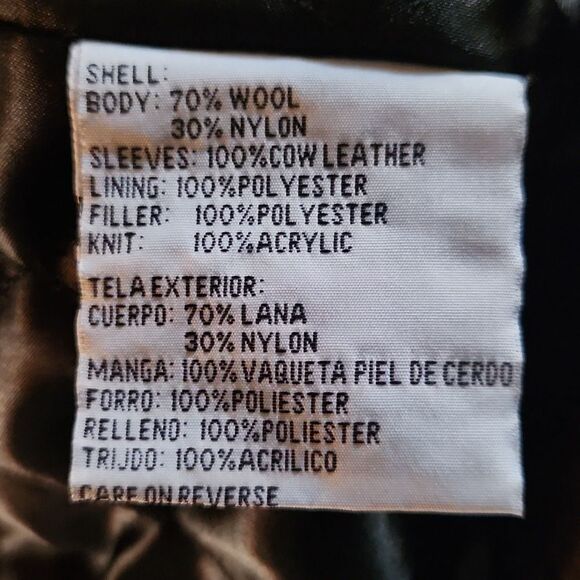 SHELL:
BODY: 70% WOOL
30% NYLON
SLEEVES: 100%COW LEATHER
LINING: 100%POLYESTER
FILLER: 100%POLYESTER
KNIT: 100%ACRYLIC
TELA EXTERIOR:
CUERPO: 70% LANA
30% NYLON
MANGA: 100%VAQUETA PIEL DE CERDO
FORRO: 100%POLIESTER
RELLENO: 100%POLIESTER
TRIJDO: 100%ACRILICO
CARE ON REVERSE